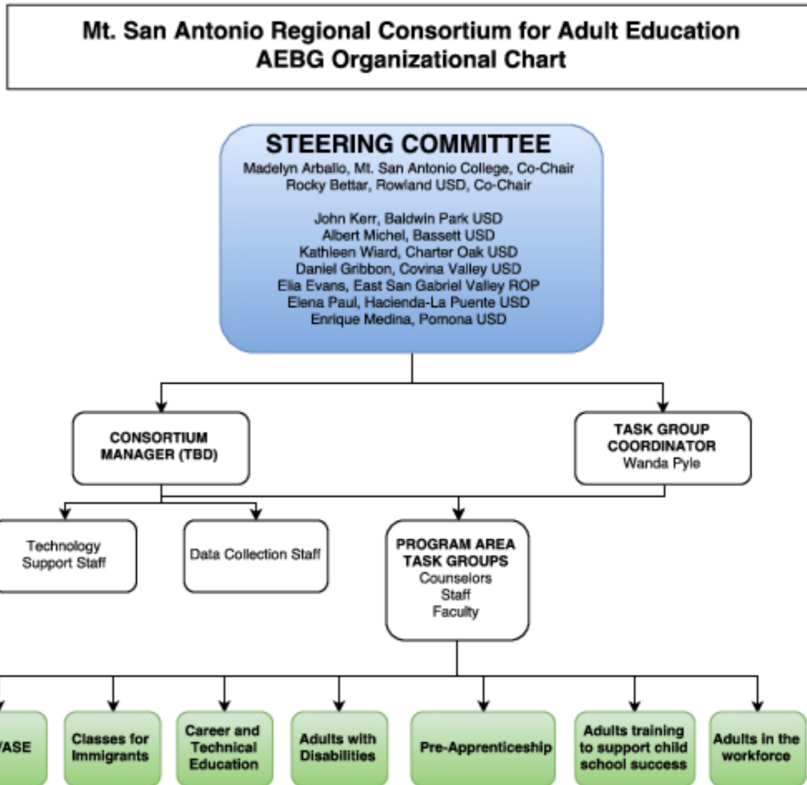 Mt. San Antonio Regional Consortium for Adult Education
AEBG Organizational Chart
STEERING COMMITTEE
Madelyn Arballo, Mt. San Antonio College, Co-Chair
Rocky Bettar, Rowland USD, Co-Chair
John Kerr, Baldwin Park USD
Albert Michel, Bassett USD
Kathleen Wiard, Charter Oak USD
Daniel Gribbon, Covina Valley USD
Elia Evans, East San Gabriel Valley ROP
Elena Paul, Hacienda-La Puente USD
Enrique Medina, Pomona USD
CONSORTIUM
MANAGER (TBD)
TASK GROUP
COORDINATOR
Wanda Pyle
Technology
Support Staff
Data Collection Staff
PROGRAM AREA
TASK GROUPS
Counselors
Staff
Faculty
/ASE
Classes for
Immigrants
Career and
Technical
Education
Adults with
Disabilities
Pre-Apprenticeship
Adults training
to support child
school success
Adults in the
workforce